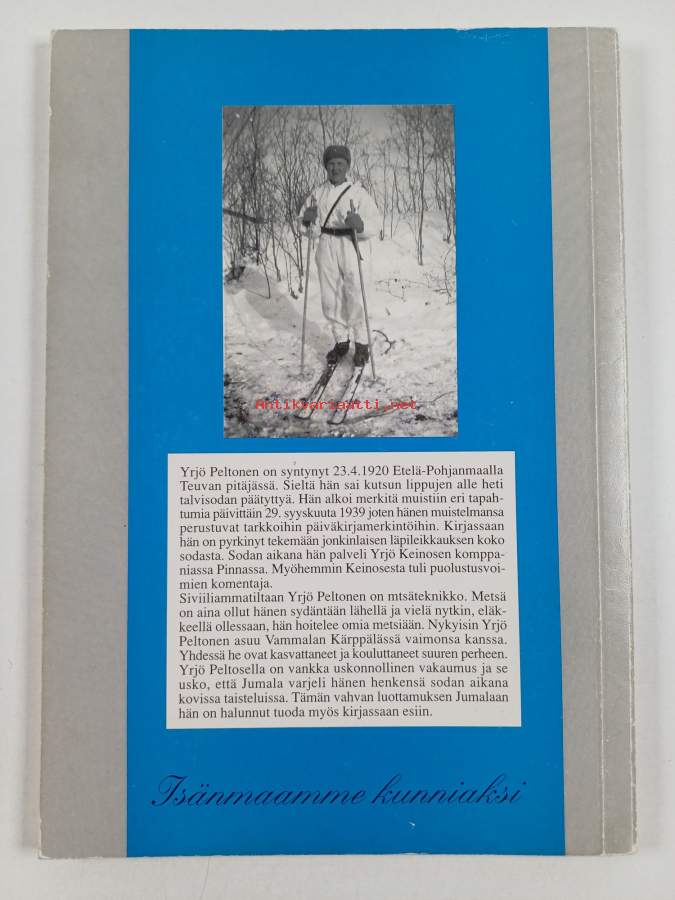 Antikvariaatti.net
Yrjö Peltonen on syntynyt 23.4.1920 Etelä-Pohjanmaalla
Teuvan pitäjässä. Sieltä hän sai kutsun lippujen alle heti
talvisodan päätyttyä. Hän alkoi merkitä muistiin eri tapah-
tumia päivittäin 29. syyskuuta 1939 joten hänen muistelmansa
perustuvat tarkkoihin päiväkirjamerkintöihin. Kirjassaan
hän on pyrkinyt tekemään jonkinlaisen läpileikkauksen koko
sodasta. Sodan aikana hän palveli Yrjö Keinosen komppa-
niassa Pinnassa. Myöhemmin Keinosesta tuli puolustusvoi-
mien komentaja.
Siviiliammatiltaan Yrjö Peltonen on mtsäteknikko. Metsä
on aina ollut hänen sydäntään lähellä ja vielä nytkin, eläk-
keellä ollessaan, hän hoitelee omia metsiään. Nykyisin Yrjö
Peltonen asuu Vammalan Kärppälässä vaimonsa kanssa.
Yhdessä he ovat kasvattaneet ja kouluttaneet suuren perheen.
Yrjö Peltosella on vankka uskonnollinen vakaumus ja se
usko, että Jumala varjeli hänen henkensä sodan aikana
kovissa taisteluissa. Tämän vahvan luottamuksen Jumalaan
hän on halunnut tuoda myös kirjassaan esiin.
Isänmaamme kunniaksi